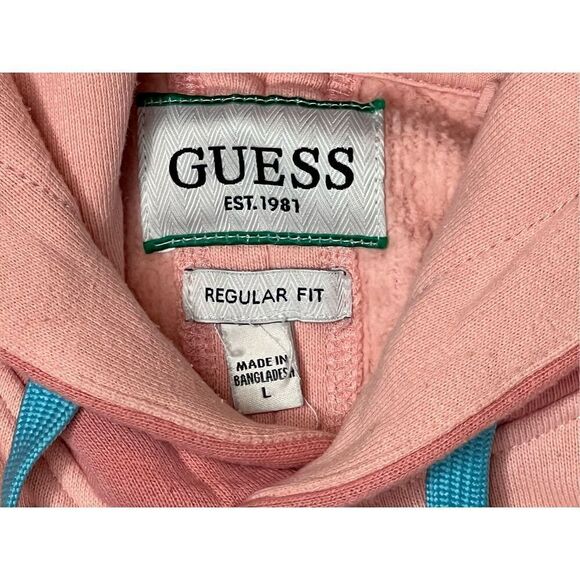 GUESS
EST.1981
REGULAR FIT
MADE IN
BANGLADESH
L